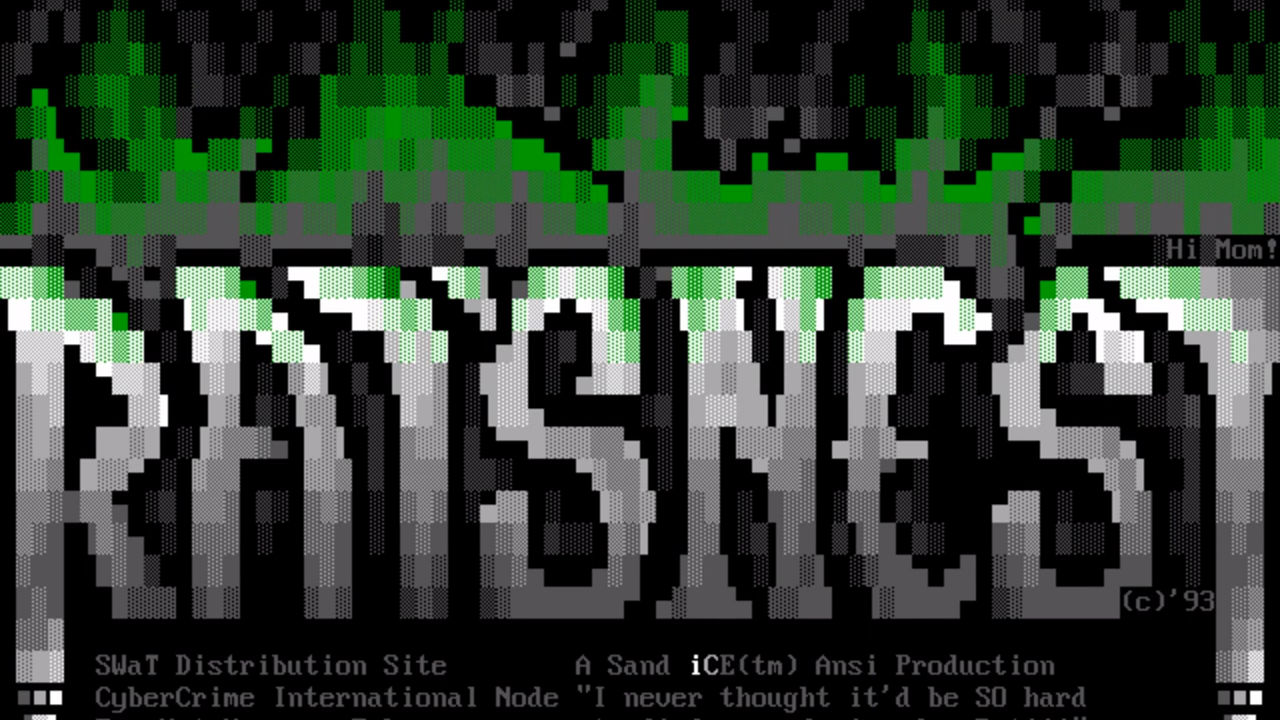 Hi Mom!
RATSNEST
(c)'93
SWaT Distribution Site A Sand iCE(tm) Ansi Production
CyberCrime International Node "I never thought it'd be SO hard